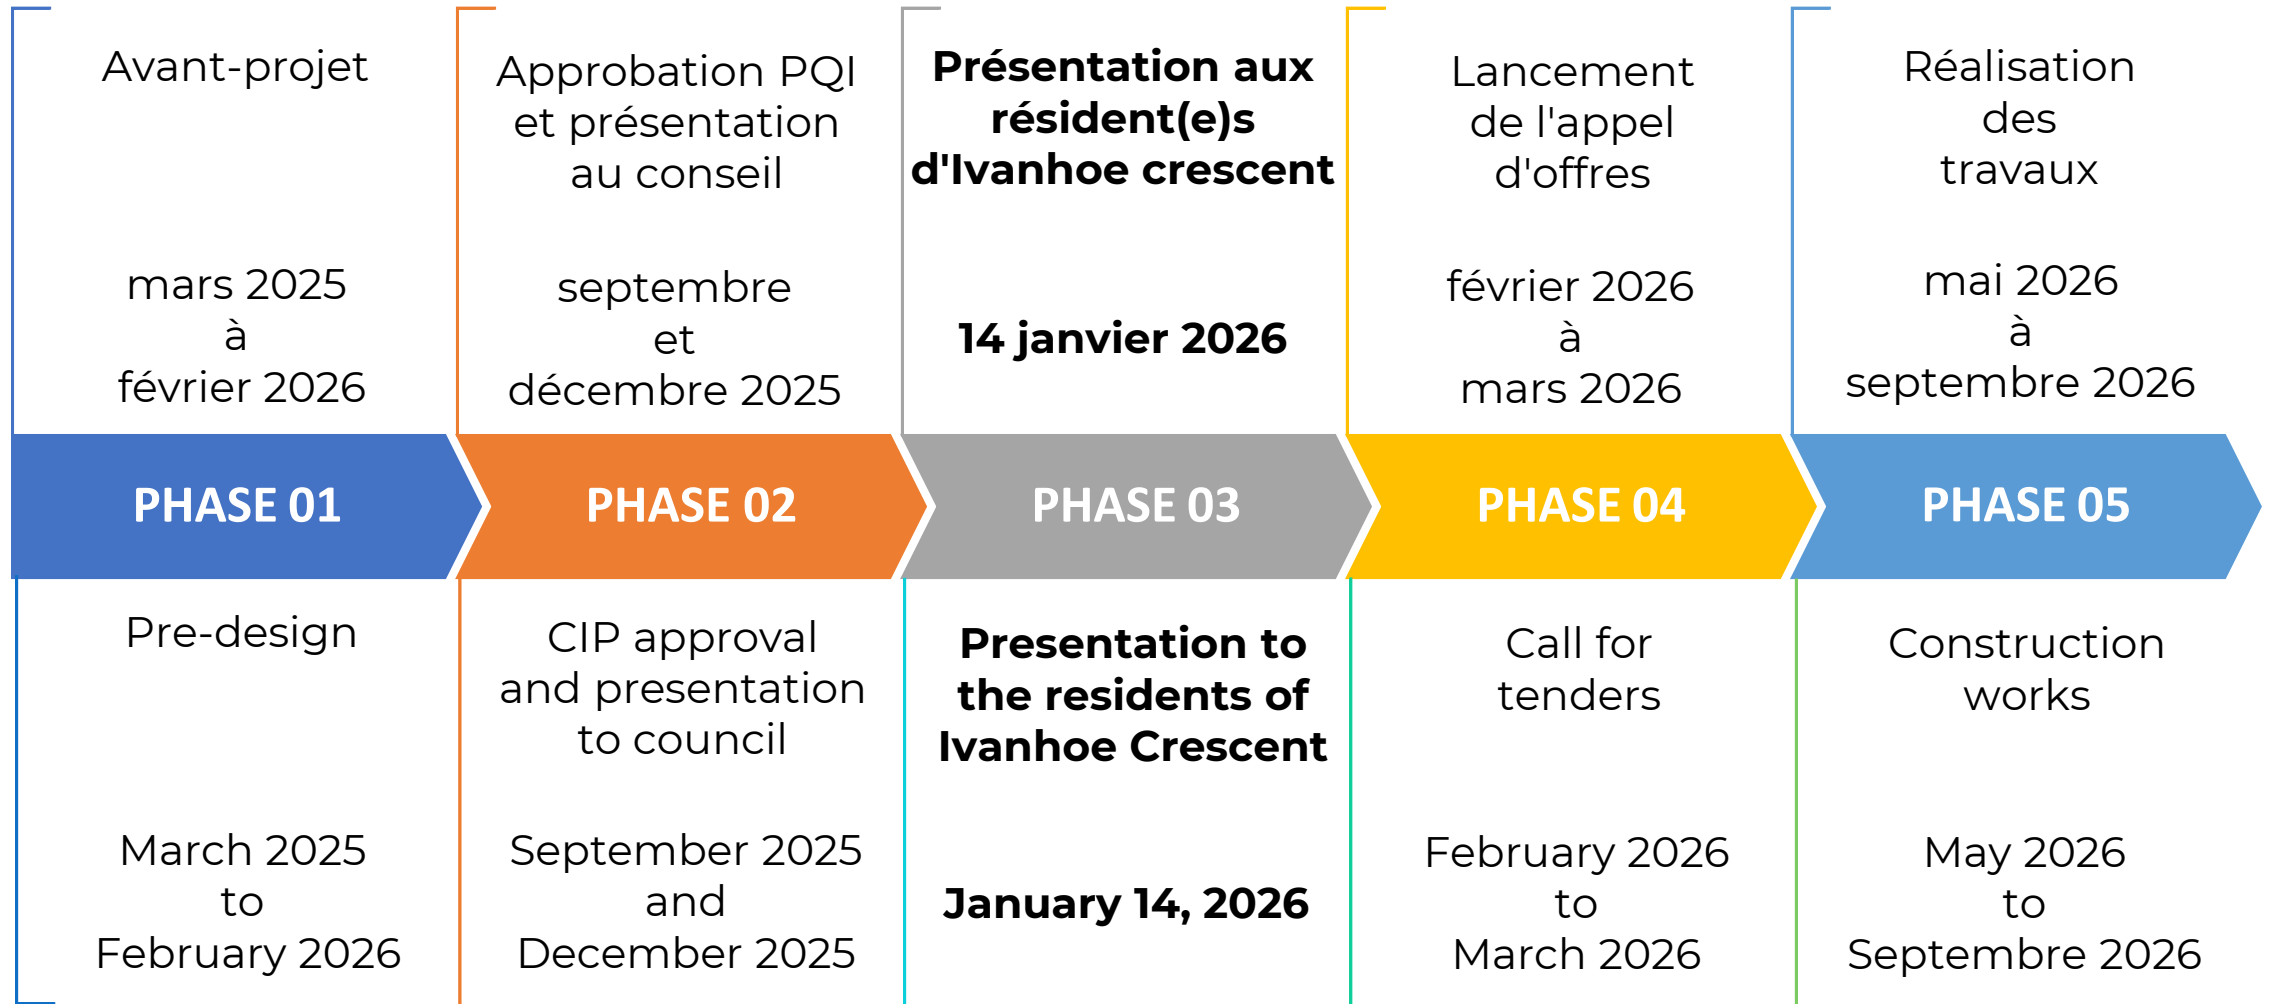 Avant-projet
mars 2025
à
février 2026
Approbation PQI
et présentation
au conseil
septembre
et
décembre 2025
Présentation aux
résident(e)s
d'Ivanhoe crescent
14 janvier 2026
Lancement
de l'appel
d'offres
février 2026
à
mars 2026
Réalisation
des
travaux
mai 2026
à
septembre 2026
PHASE 01
PHASE 02
PHASE 03
PHASE 04
PHASE 05
Pre-design
March 2025
to
February 2026
CIP approval
and presentation
to council
September 2025
and
December 2025
Presentation to
the residents of
Ivanhoe Crescent
January 14, 2026
Call for
tenders
February 2026
to
March 2026
Construction
works
May 2026
to
Septembre 2026